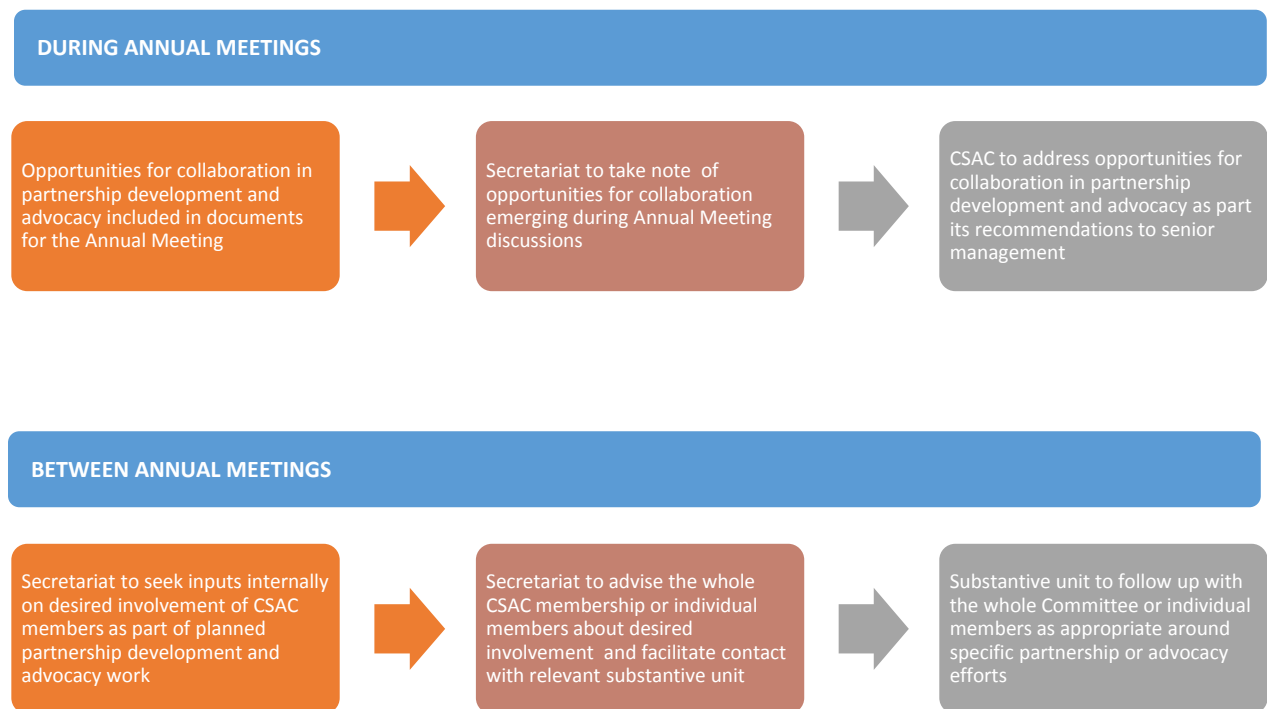 DURING ANNUAL MEETINGS
Opportunities for collaboration in
partnership development and
advocacy included in documents
for the Annual Meeting
Secretariat to take note  of
opportunities for collaboration
emerging during Annual Meeting
discussions
CSAC to address opportunities for
collaboration in partnership
development and advocacy as part
its recommendations to senior
management
BETWEEN ANNUAL MEETINGS
Secretariat to seek inputs internally
on desired involvement of CSAC
members as part of planned
partnership development and
advocacy work
Secretariat to advise the whole
CSAC membership or individual
members about desired
involvement  and facilitate contact
with relevant substantive unit
Substantive unit to follow up with
the whole Committee or individual
members as appropriate around
specific partnership or advocacy
efforts